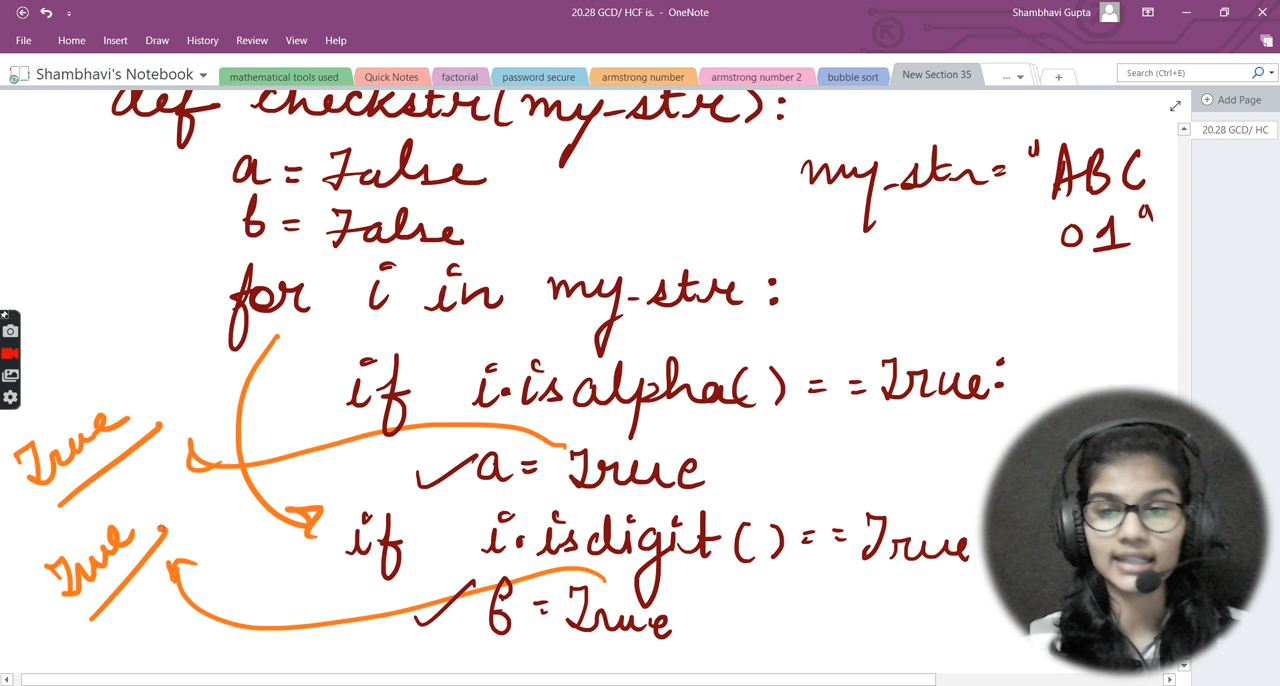 20.28 GCD/ HCF is. - OneNote
Shambhavi Gupta
File Home Insert Draw History Review View Help
Shambhavi's Notebook
mathematical tools used
Quick Notes
factorial
password secure
armstrong number
armstrong number 2
bubble sort
New Section 35
...
+
Search (Ctrl+E)
Add Page
20.28 GCD/ HC
def checkstr(my_str):
a = False
b = False
my_str = "ABC
01"
for i in my_str :
if i.isalpha() == True:
True
a = True
if i.isdigit() == True
True
b = True